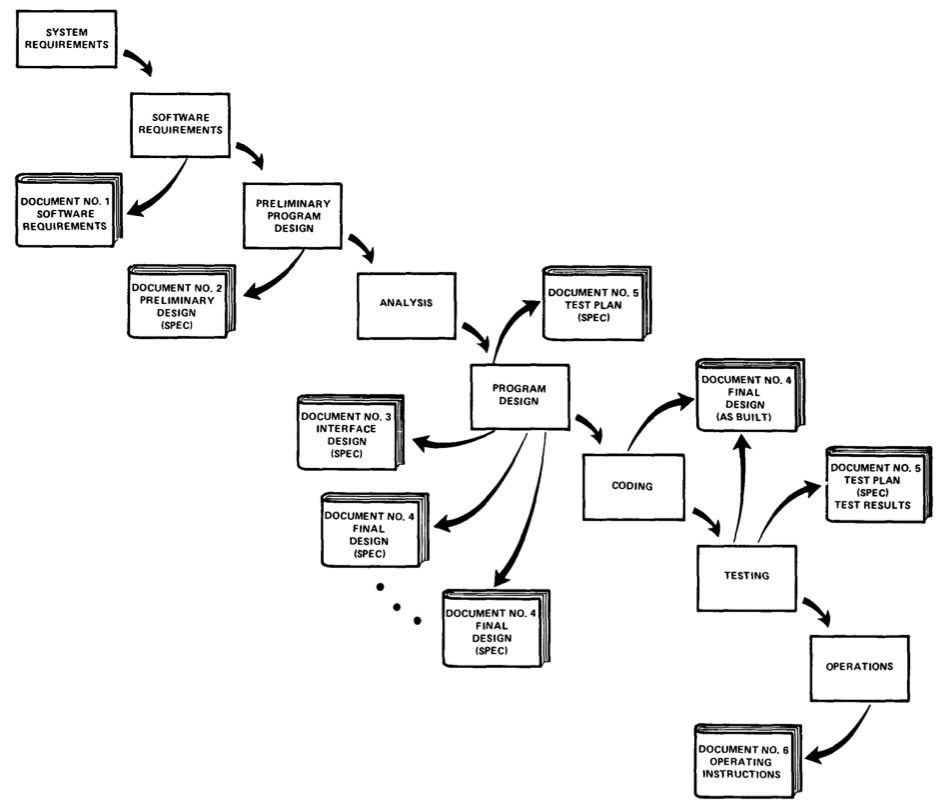 SYSTEM
REQUIREMENTS
SOFTWARE
REQUIREMENTS
DOCUMENT NO. 1
SOFTWARE
REQUIREMENTS
PRELIMINARY
PROGRAM
DESIGN
DOCUMENT NO. 2
PRELIMINARY
DESIGN
(SPEC)
ANALYSIS
DOCUMENT NO. 5
TEST PLAN
(SPEC)
PROGRAM
DESIGN
DOCUMENT NO. 3
INTERFACE
DESIGN
(SPEC)
DOCUMENT NO. 4
FINAL
DESIGN
(SPEC)
DOCUMENT NO. 4
FINAL
DESIGN
(SPEC)
CODING
DOCUMENT NO. 4
FINAL
DESIGN
(AS BUILT)
TESTING
DOCUMENT NO. 5
TEST PLAN
(SPEC)
TEST RESULTS
OPERATIONS
DOCUMENT NO. 6
OPERATING
INSTRUCTIONS